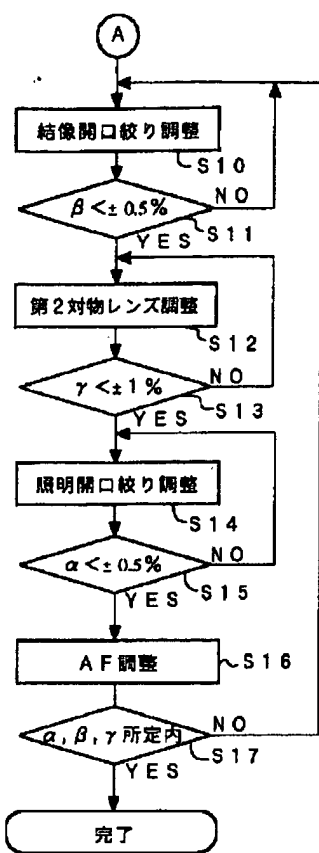 A
結像開口絞り調整
S10
β<±0.5%
NO
S11
YES
第2対物レンズ調整
S12
γ<±1%
NO
S13
YES
照明開口絞り調整
S14
α<±0.5%
NO
S15
YES
AF調整
S16
α,β,γ所定内
NO
S17
YES
完了